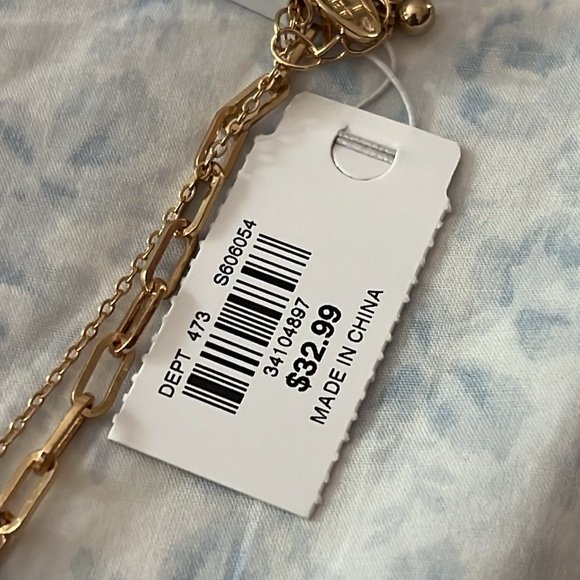 DEPT 473 S606054
34104897
$32.99
MADE IN CHINA